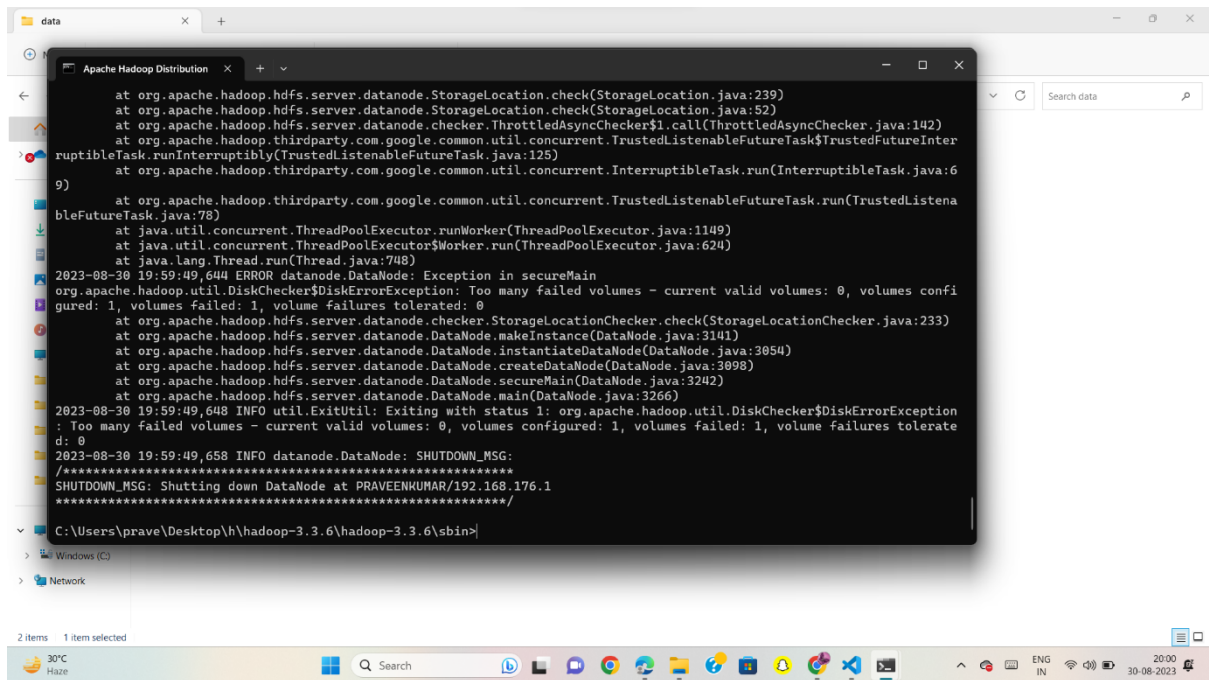 data
Apache Hadoop Distribution
Search data
at org.apache.hadoop.hdfs.server.datanode.StorageLocation.check(StorageLocation.java:239)
at org.apache.hadoop.hdfs.server.datanode.StorageLocation.check(StorageLocation.java:52)
at org.apache.hadoop.hdfs.server.datanode.checker.ThrottledAsyncChecker$1.call(ThrottledAsyncChecker.java:142)
at org.apache.hadoop.thirdparty.com.google.common.util.concurrent.TrustedListenableFutureTask$TrustedFutureInter
ruptibleTask.runInterruptibly(TrustedListenableFutureTask.java:125)
at org.apache.hadoop.thirdparty.com.google.common.util.concurrent.InterruptibleTask.run(InterruptibleTask.java:6
9)
at org.apache.hadoop.thirdparty.com.google.common.util.concurrent.TrustedListenableFutureTask.run(TrustedListena
bleFutureTask.java:78)
at java.util.concurrent.ThreadPoolExecutor.runWorker(ThreadPoolExecutor.java:1149)
at java.util.concurrent.ThreadPoolExecutor$Worker.run(ThreadPoolExecutor.java:624)
at java.lang.Thread.run(Thread.java:748)
2023-08-30 19:59:49,644 ERROR datanode.DataNode: Exception in secureMain
org.apache.hadoop.util.DiskChecker$DiskErrorException: Too many failed volumes - current valid volumes: 0, volumes confi
gured: 1, volumes failed: 1, volume failures tolerated: 0
at org.apache.hadoop.hdfs.server.datanode.checker.StorageLocationChecker.check(StorageLocationChecker.java:233)
at org.apache.hadoop.hdfs.server.datanode.DataNode.makeInstance(DataNode.java:3141)
at org.apache.hadoop.hdfs.server.datanode.DataNode.instantiateDataNode(DataNode.java:3054)
at org.apache.hadoop.hdfs.server.datanode.DataNode.createDataNode(DataNode.java:3098)
at org.apache.hadoop.hdfs.server.datanode.DataNode.secureMain(DataNode.java:3242)
at org.apache.hadoop.hdfs.server.datanode.DataNode.main(DataNode.java:3266)
2023-08-30 19:59:49,648 INFO util.ExitUtil: Exiting with status 1: org.apache.hadoop.util.DiskChecker$DiskErrorException
: Too many failed volumes - current valid volumes: 0, volumes configured: 1, volumes failed: 1, volume failures tolerate
d: 0
2023-08-30 19:59:49,658 INFO datanode.DataNode: SHUTDOWN_MSG:
/************************************************************
SHUTDOWN_MSG: Shutting down DataNode at PRAVEENKUMAR/192.168.176.1
************************************************************/
C:\Users\prave\Desktop\h\hadoop-3.3.6\hadoop-3.3.6\sbin>
Windows (C:)
Network
2 items 1 item selected
30°C
Haze
Search
ENG
IN
20:00
30-08-2023